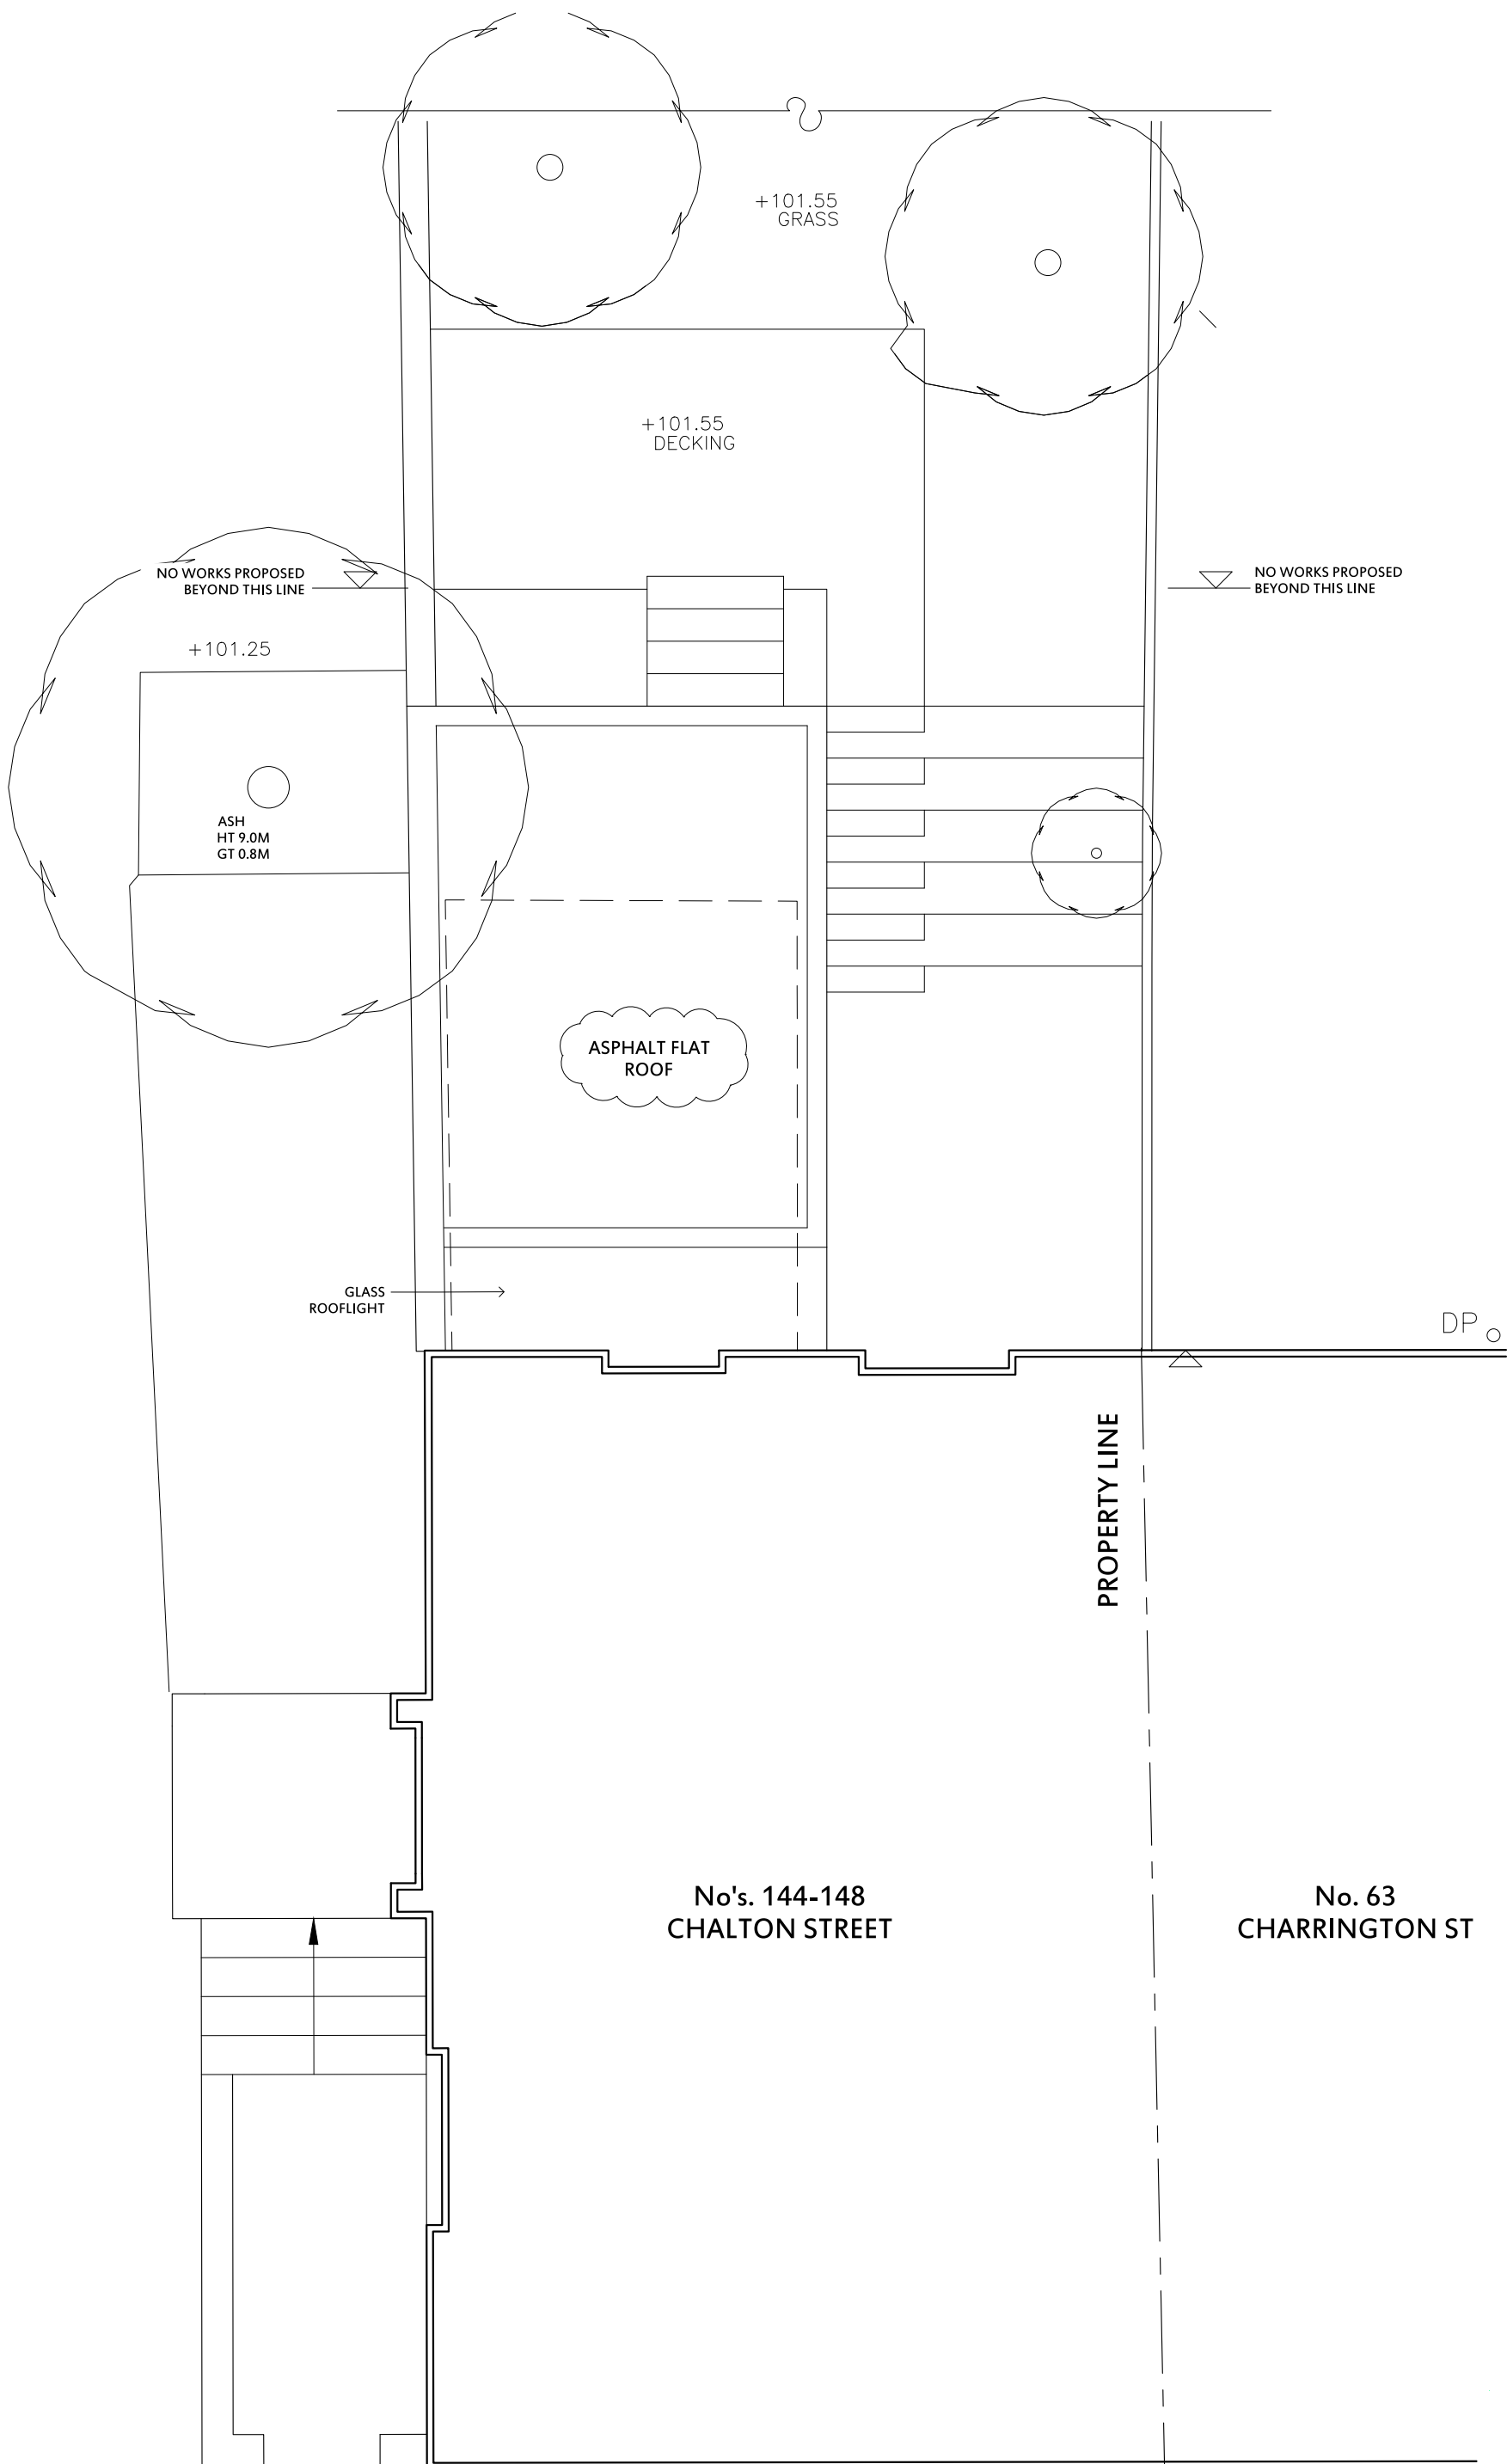 +101.55
GRASS
+101.55
DECKING
NO WORKS PROPOSED
BEYOND THIS LINE
NO WORKS PROPOSED
BEYOND THIS LINE
+101.25
ASH
HT 9.0M
GT 0.8M
ASPHALT FLAT
ROOF
GLASS
ROOFLIGHT
DP
PROPERTY LINE
No's. 144-148
CHALTON STREET
No. 63
CHARRINGTON ST